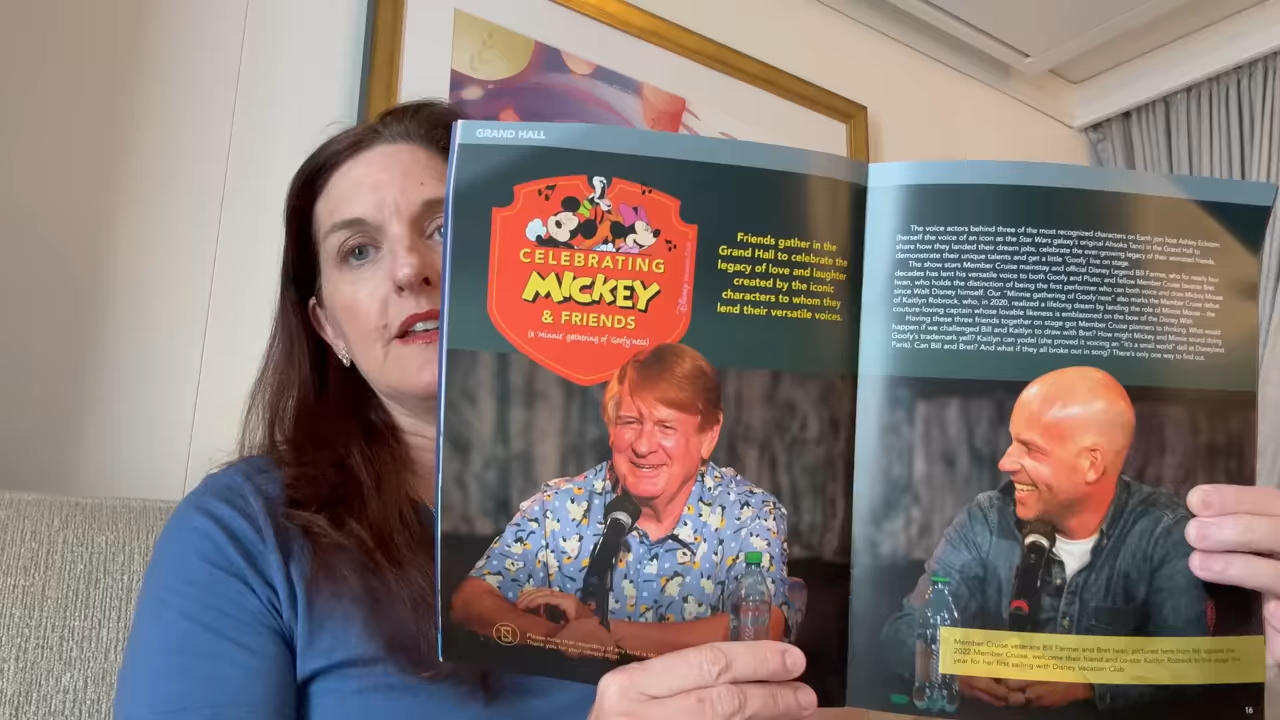 GRAND HALL
CELEBRATING
MICKEY
& FRIENDS
(A 'Minnie' gathering of 'Goofy'ness)
Disney
Friends gather in the
Grand Hall to celebrate the
legacy of love and laughter
created by the iconic
characters to whom they
lend their versatile voices.
The voice actors behind three of the most recognized characters on Earth join host Ashley Eckstein
(herself the voice of an icon as the Star Wars galaxy's original Ahsoka Tano) in the Grand Hall to
share how they landed their dream jobs, celebrate the ever-growing legacy of their animated friends,
demonstrate their unique talents and get a little 'Goofy' live on stage.
The show stars Member Cruise mainstay and official Disney Legend Bill Farmer, who for nearly four
decades has lent his versatile voice to both Goofy and Pluto; and fellow Member Cruise favorite Bret
Iwan, who holds the distinction of being the first performer who can both voice and draw Mickey Mouse
since Walt Disney himself. Our "Minnie gathering of Goofy'ness" also marks the Member Cruise debut
of Kaitlyn Robrock, who, in 2020, realized a lifelong dream by landing the role of Minnie Mouse – the
couture-loving captain whose lovable likeness is emblazoned on the bow of the Disney Wish.
Having these three friends together on stage got Member Cruise planners to thinking. What would
happen if we challenged Bill and Kaitlyn to draw with Bret? How might Mickey and Minnie sound doing
Goofy's trademark yell? Kaitlyn can yodel (she proved it voicing an "it's a small world" doll at Disneyland
Paris). Can Bill and Bret? And what if they all broke out in song? There's only one way to find out.
Please note that recording of any kind is
Thank you for your cooperation.
Member Cruise veterans Bill Farmer and Bret Iwan, pictured here from left aboard the
2022 Member Cruise, welcome their friend and co-star Kaitlyn Robrock to the stage this
year for her first sailing with Disney Vacation Club.
16